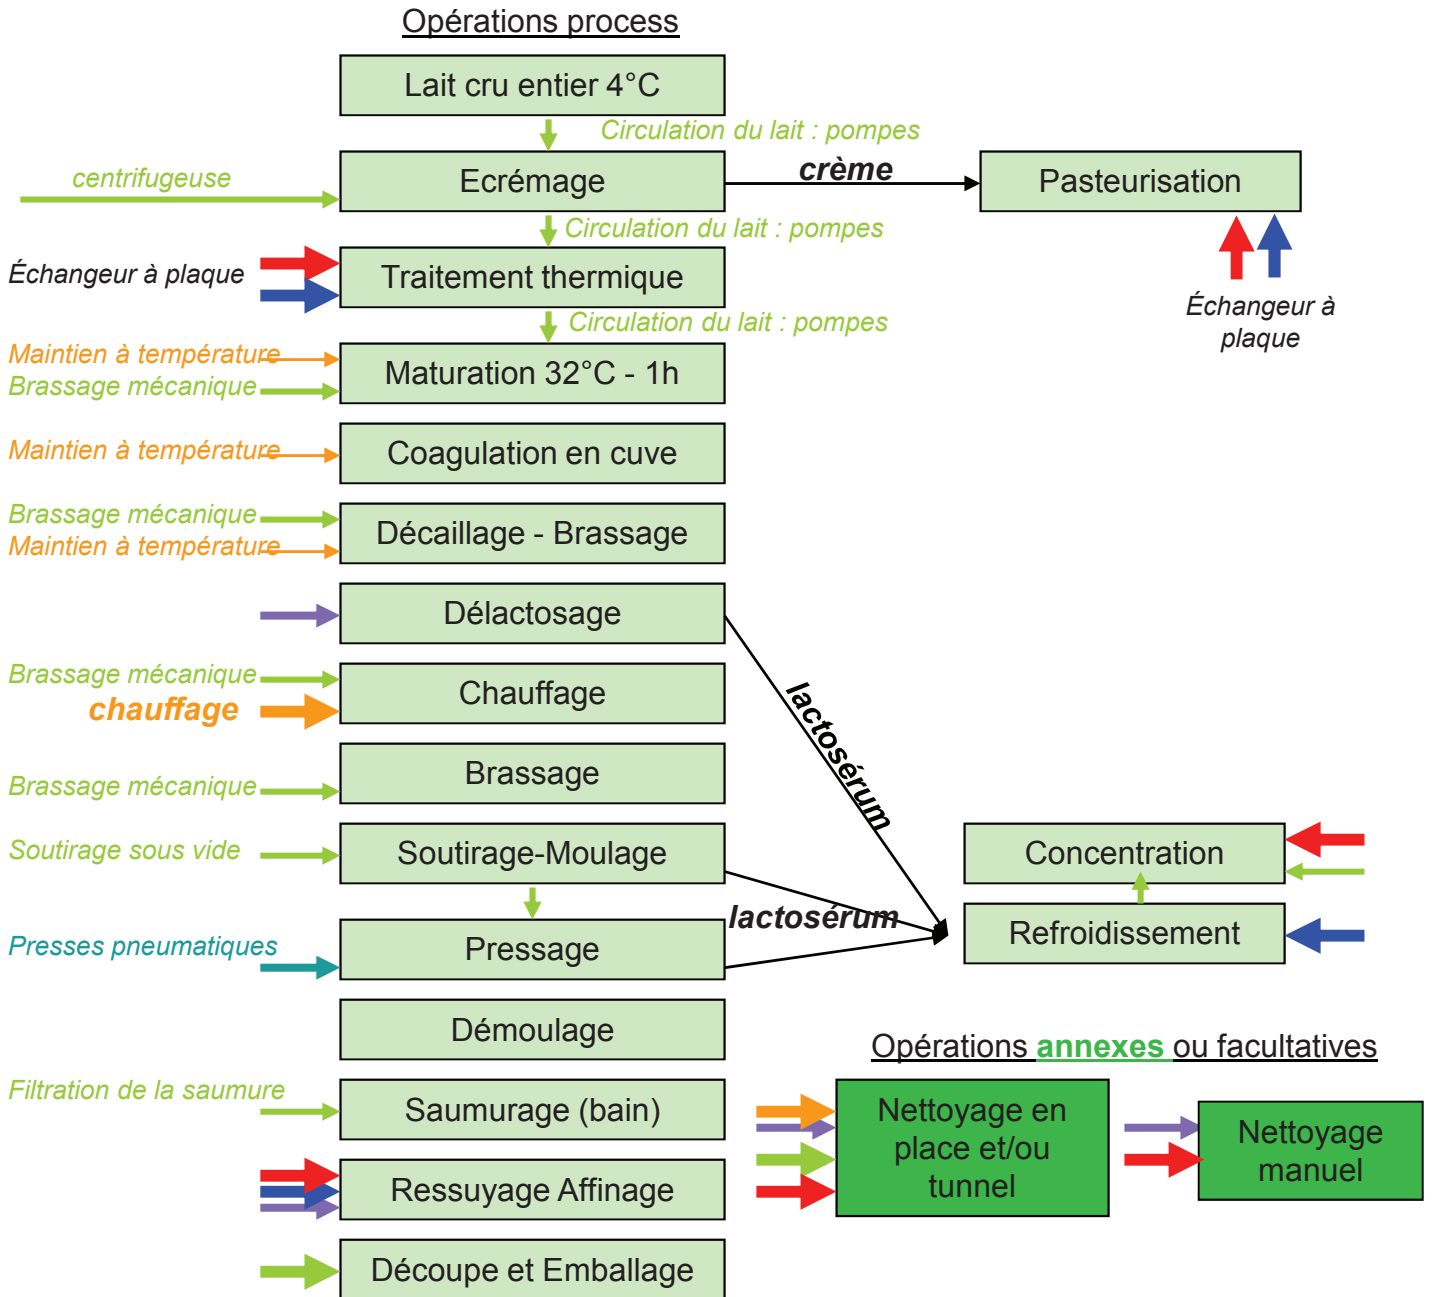 Opérations process
Lait cru entier 4°C
Circulation du lait : pompes
centrifugeuse
Ecrémage
crème
Pasteurisation
Circulation du lait : pompes
Échangeur à plaque
Traitement thermique
Échangeur à
plaque
Circulation du lait : pompes
Maintien à température
Brassage mécanique
Maturation 32°C - 1h
Maintien à température
Coagulation en cuve
Brassage mécanique
Maintien à température
Décaillage - Brassage
Délactosage
lactosérum
Brassage mécanique
chauffage
Chauffage
Brassage mécanique
Brassage
Soutirage sous vide
Soutirage-Moulage
Concentration
lactosérum
Presses pneumatiques
Pressage
Refroidissement
Démoulage
Opérations annexes ou facultatives
Filtration de la saumure
Saumurage (bain)
Nettoyage en
place et/ou
tunnel
Nettoyage
manuel
Ressuyage Affinage
Découpe et Emballage